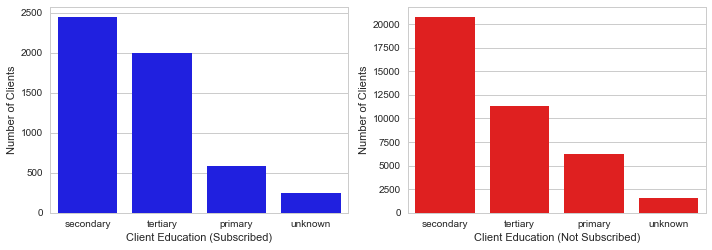 2500
2000
1500
1000
500
0
Number of Clients
secondary tertiary primary unknown
Client Education (Subscribed)
20000
17500
15000
12500
10000
7500
5000
2500
0
Number of Clients
secondary tertiary primary unknown
Client Education (Not Subscribed)